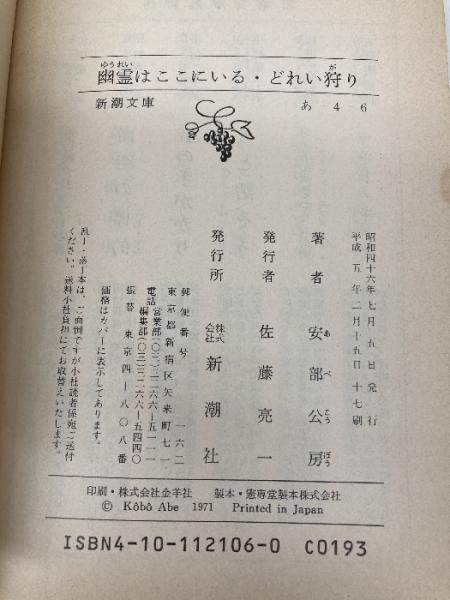 幽霊はここにいる・どれい狩り
ゆうれい
が
新潮文庫 あ 4 6
昭和四十六年七月五日発行
平成五年二月十五日十七刷
著者 安部公房
あべこうぼう
発行者 佐藤亮一
発行所 株式会社 新潮社
郵便番号 一六二
東京都新宿区矢来町七一
電話 営業部(〇三)三二六六―五一一一
編集部(〇三)三二六六―五四四〇
振替 東京四―八〇八番
価格はカバーに表示してあります。
乱丁・落丁本は、ご面倒ですが小社読者係宛ご送付
ください。送料小社負担にてお取替えいたします。
印刷・株式会社金羊社 製本・憲専堂製本株式会社
© Kôbô Abe 1971 Printed in Japan
ISBN4-10-112106-0 C0193